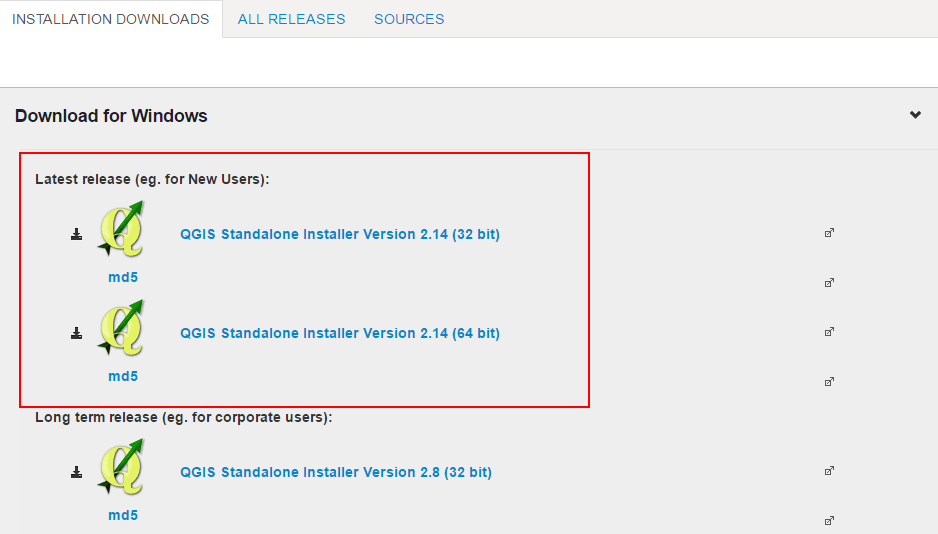 INSTALLATION DOWNLOADS ALL RELEASES SOURCES
Download for Windows
Latest release (eg. for New Users):
QGIS Standalone Installer Version 2.14 (32 bit)
md5
QGIS Standalone Installer Version 2.14 (64 bit)
md5
Long term release (eg. for corporate users):
QGIS Standalone Installer Version 2.8 (32 bit)
md5